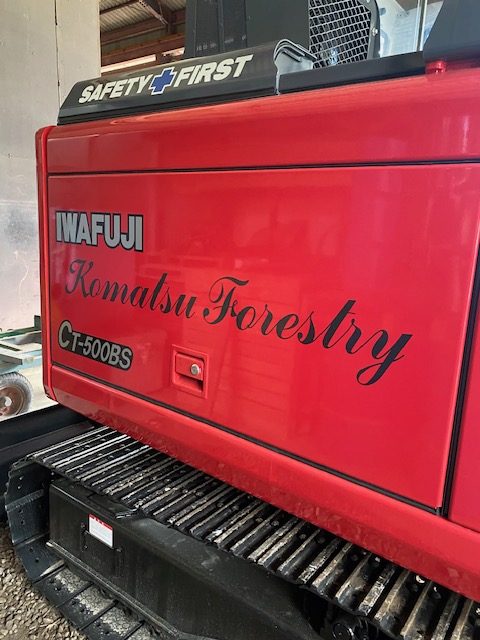 SAFETY✚FIRST
IWAFUJI
Komatsu Forestry
CT-500BS